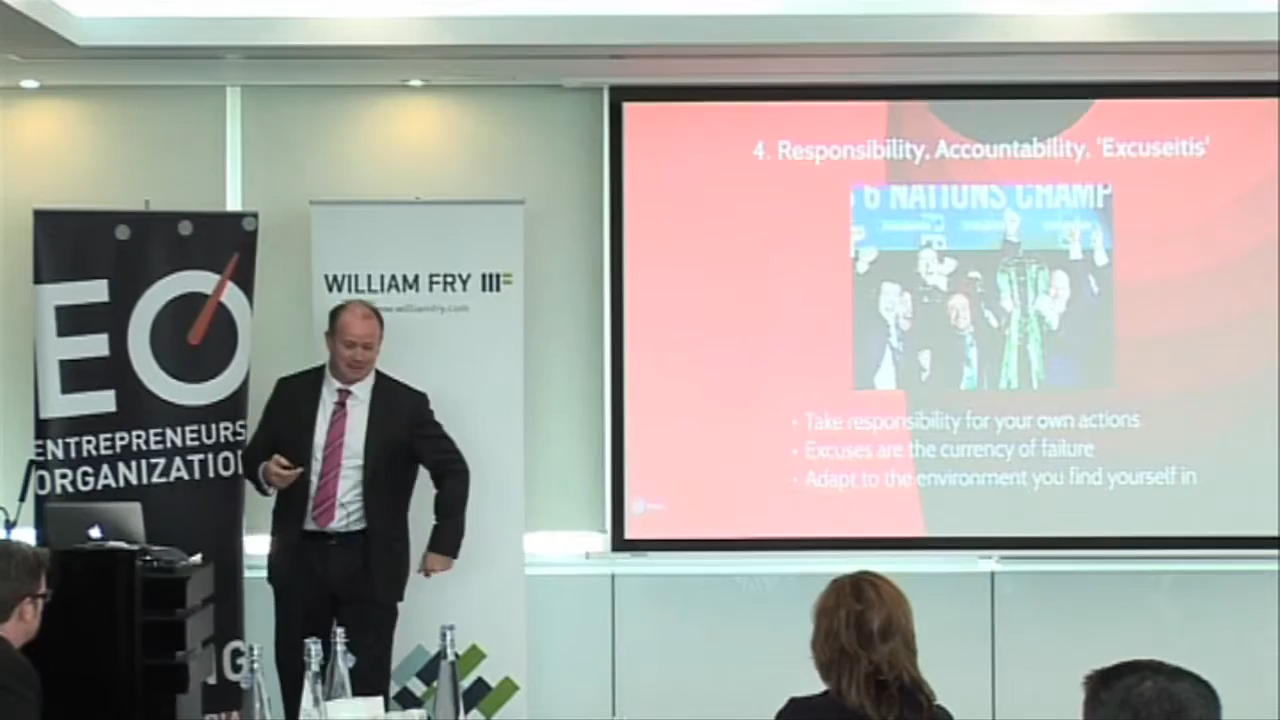 EO
ENTREPRENEURS
ORGANIZATIO
NG
WILLIAM FRY
www.williamfry.com
4. Responsibility, Accountability, 'Excuseitis'
6 NATIONS CHAMP
• Take responsibility for your own actions
• Excuses are the currency of failure
• Adapt to the environment you find yourself in